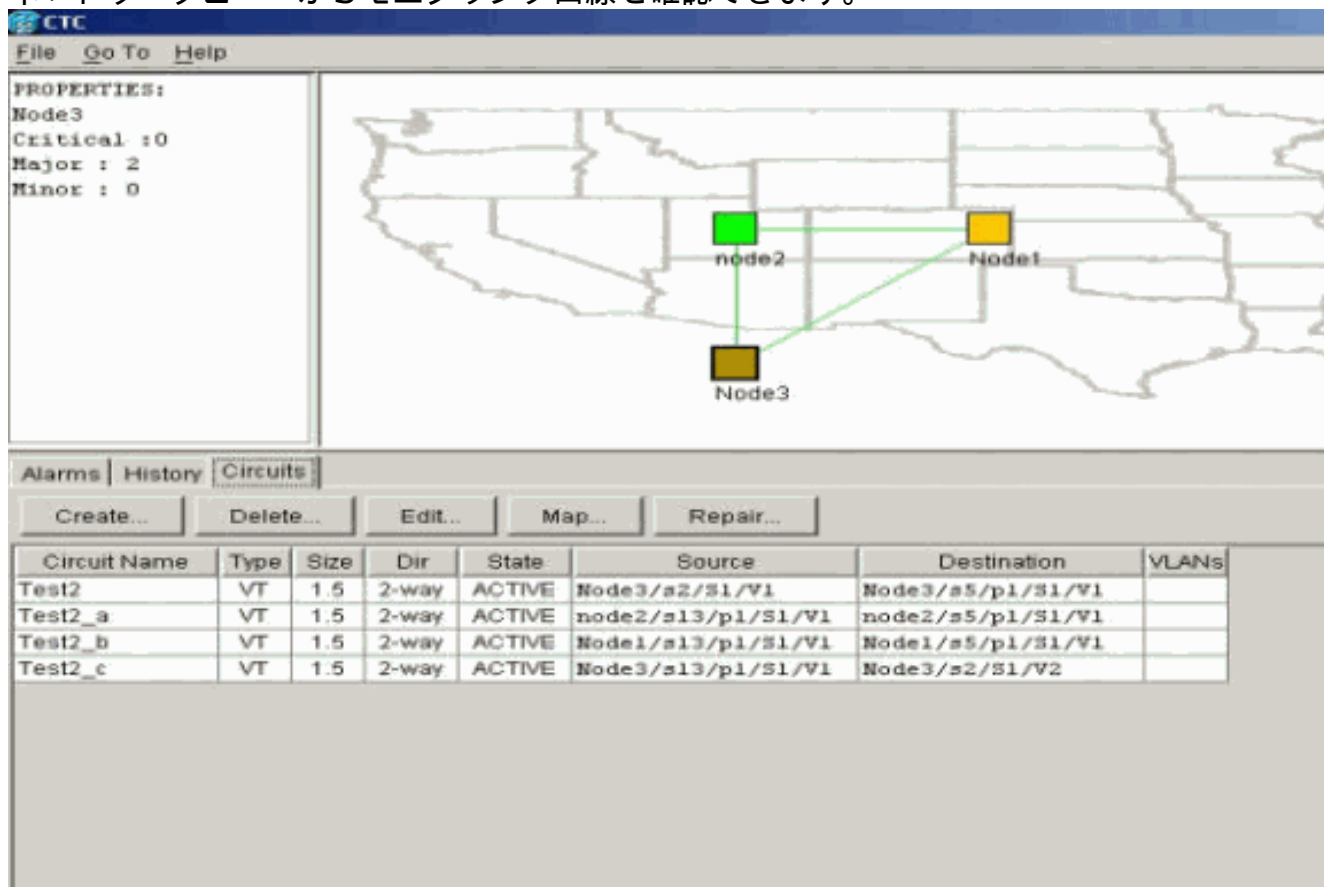 CTC
File Go To Help
PROPERTIES:
Node3
Critical :0
Major : 2
Minor : 0
node2
Node1
Node3
Alarms History Circuits
Create... Delete... Edit... Map... Repair...
Circuit Name Type Size Dir State Source Destination VLANs
Test2 VT 1.5 2-way ACTIVE Node3/s2/S1/V1 Node3/s5/p1/S1/V1
Test2_a VT 1.5 2-way ACTIVE node2/s13/p1/S1/V1 node2/s5/p1/S1/V1
Test2_b VT 1.5 2-way ACTIVE Node1/s13/p1/S1/V1 Node1/s5/p1/S1/V1
Test2_c VT 1.5 2-way ACTIVE Node3/s13/p1/S1/V1 Node3/s2/S1/V2